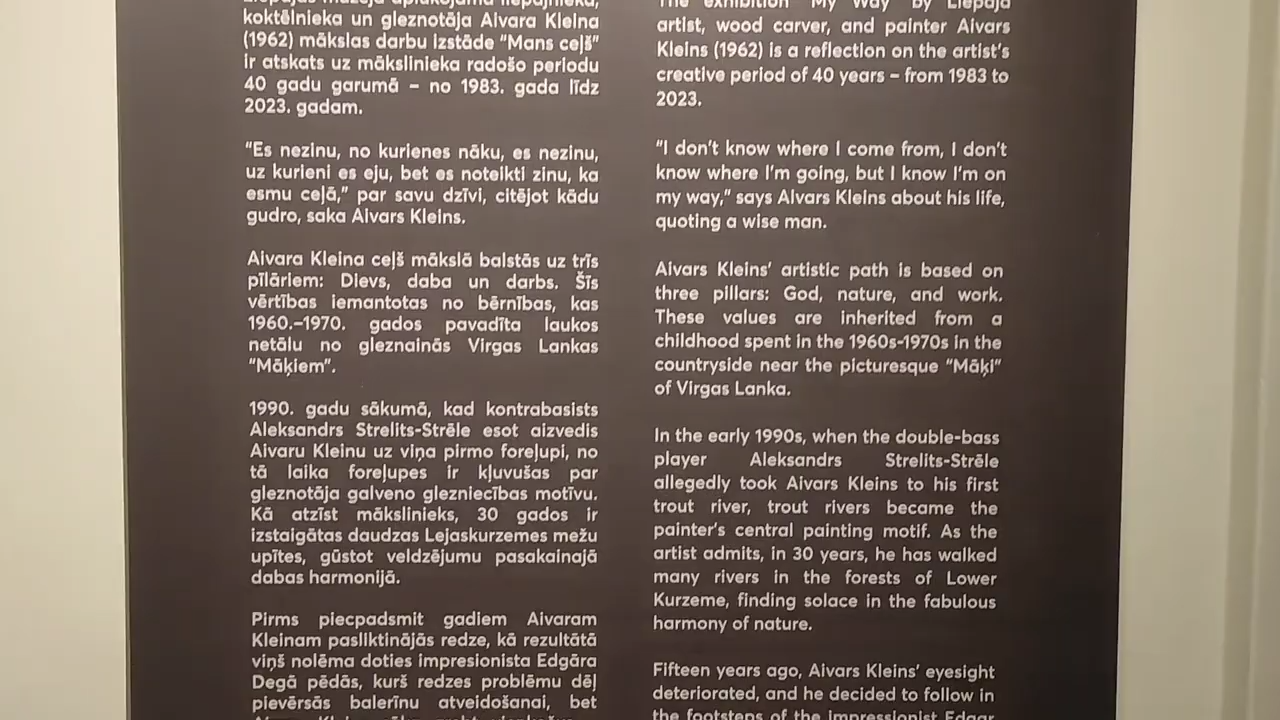 koktēlnieka un gleznotāja Aivara Kleina
(1962) mākslas darbu izstāde “Mans ceļš”
ir atskats uz mākslinieka radošo periodu
40 gadu garumā – no 1983. gada līdz
2023. gadam.
“Es nezinu, no kurienes nāku, es nezinu,
uz kurieni es eju, bet es noteikti zinu, ka
esmu ceļā,” par savu dzīvi, citējot kādu
gudro, saka Aivars Kleins.
Aivara Kleina ceļš mākslā balstās uz trīs
pīlāriem: Dievs, daba un darbs. Šīs
vērtības iemantotas no bērnības, kas
1960.–1970. gados pavadīta laukos
netālu no gleznainās Virgas Lankas
“Māķiem”.
1990. gadu sākumā, kad kontrabasists
Aleksandrs Strelits-Strēle esot aizvedis
Aivaru Kleinu uz viņa pirmo foreļupi, no
tā laika foreļupes ir kļuvušas par
gleznotāja galveno glezniecības motīvu.
Kā atzīst mākslinieks, 30 gados ir
izstaigātas daudzas Lejaskurzemes mežu
upītes, gūstot veldzējumu pasakainajā
dabas harmonijā.
Pirms piecpadsmit gadiem Aivaram
Kleinam pasliktinājās redze, kā rezultātā
viņš nolēma doties impresionista Edgāra
Degā pēdās, kurš redzes problēmu dēļ
pievērsās balerīnu atveidošanai, bet
The exhibition “My Way” by Liepāja
artist, wood carver, and painter Aivars
Kleins (1962) is a reflection on the artist’s
creative period of 40 years – from 1983 to
2023.
“I don’t know where I come from, I don’t
know where I’m going, but I know I’m on
my way,” says Aivars Kleins about his life,
quoting a wise man.
Aivars Kleins’ artistic path is based on
three pillars: God, nature, and work.
These values are inherited from a
childhood spent in the 1960s-1970s in the
countryside near the picturesque “Māķi”
of Virgas Lanka.
In the early 1990s, when the double-bass
player Aleksandrs Strelits-Strēle
allegedly took Aivars Kleins to his first
trout river, trout rivers became the
painter’s central painting motif. As the
artist admits, in 30 years, he has walked
many rivers in the forests of Lower
Kurzeme, finding solace in the fabulous
harmony of nature.
Fifteen years ago, Aivars Kleins’ eyesight
deteriorated, and he decided to follow in
the footsteps of the impressionist Edgar